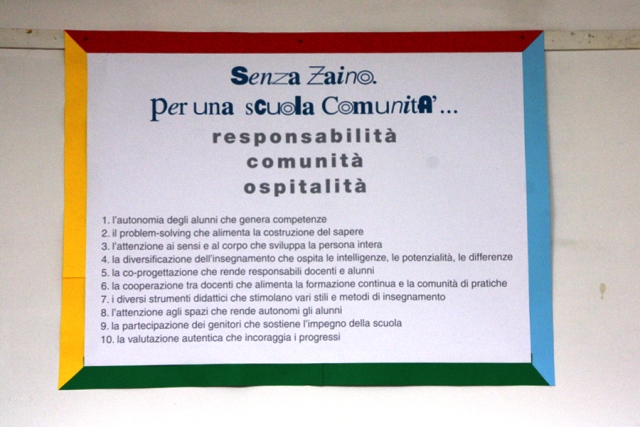 Senza Zaino.
Per una scuola Comunità...
responsabilità
comunità
ospitalità
1. l'autonomia degli alunni che genera competenze
2. il problem-solving che alimenta la costruzione del sapere
3. l'attenzione ai sensi e al corpo che sviluppa la persona intera
4. la diversificazione dell'insegnamento che ospita le intelligenze, le potenzialità, le differenze
5. la co-progettazione che rende responsabili docenti e alunni
6. la cooperazione tra docenti che alimenta la formazione continua e la comunità di pratiche
7. i diversi strumenti didattici che stimolano vari stili e metodi di insegnamento
8. l'attenzione agli spazi che rende autonomi gli alunni
9. la partecipazione dei genitori che sostiene l'impegno della scuola
10. la valutazione autentica che incoraggia i progressi